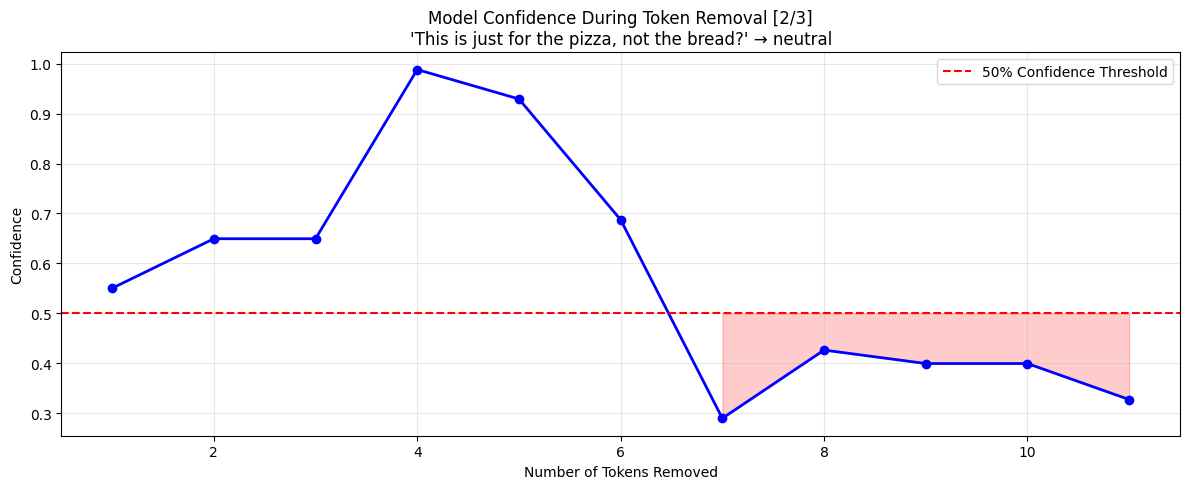 Model Confidence During Token Removal [2/3]
'This is just for the pizza, not the bread?' → neutral
50% Confidence Threshold
Confidence
1.0
0.9
0.8
0.7
0.6
0.5
0.4
0.3
2 4 6 8 10
Number of Tokens Removed